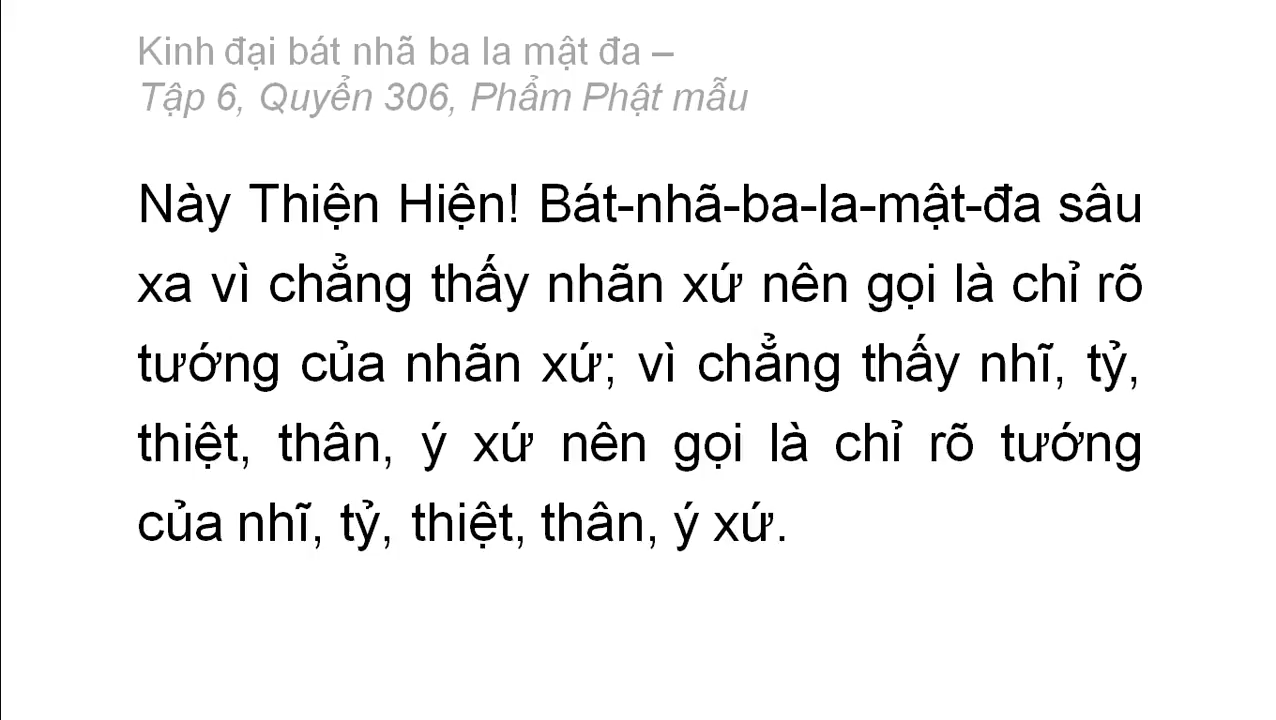 Kinh đại bát nhã ba la mật đa –
Tập 6, Quyển 306, Phẩm Phật mẫu
Này Thiện Hiện! Bát-nhã-ba-la-mật-đa sâu
xa vì chẳng thấy nhãn xứ nên gọi là chỉ rõ
tướng của nhãn xứ; vì chẳng thấy nhĩ, tỷ,
thiệt, thân, ý xứ nên gọi là chỉ rõ tướng
của nhĩ, tỷ, thiệt, thân, ý xứ.